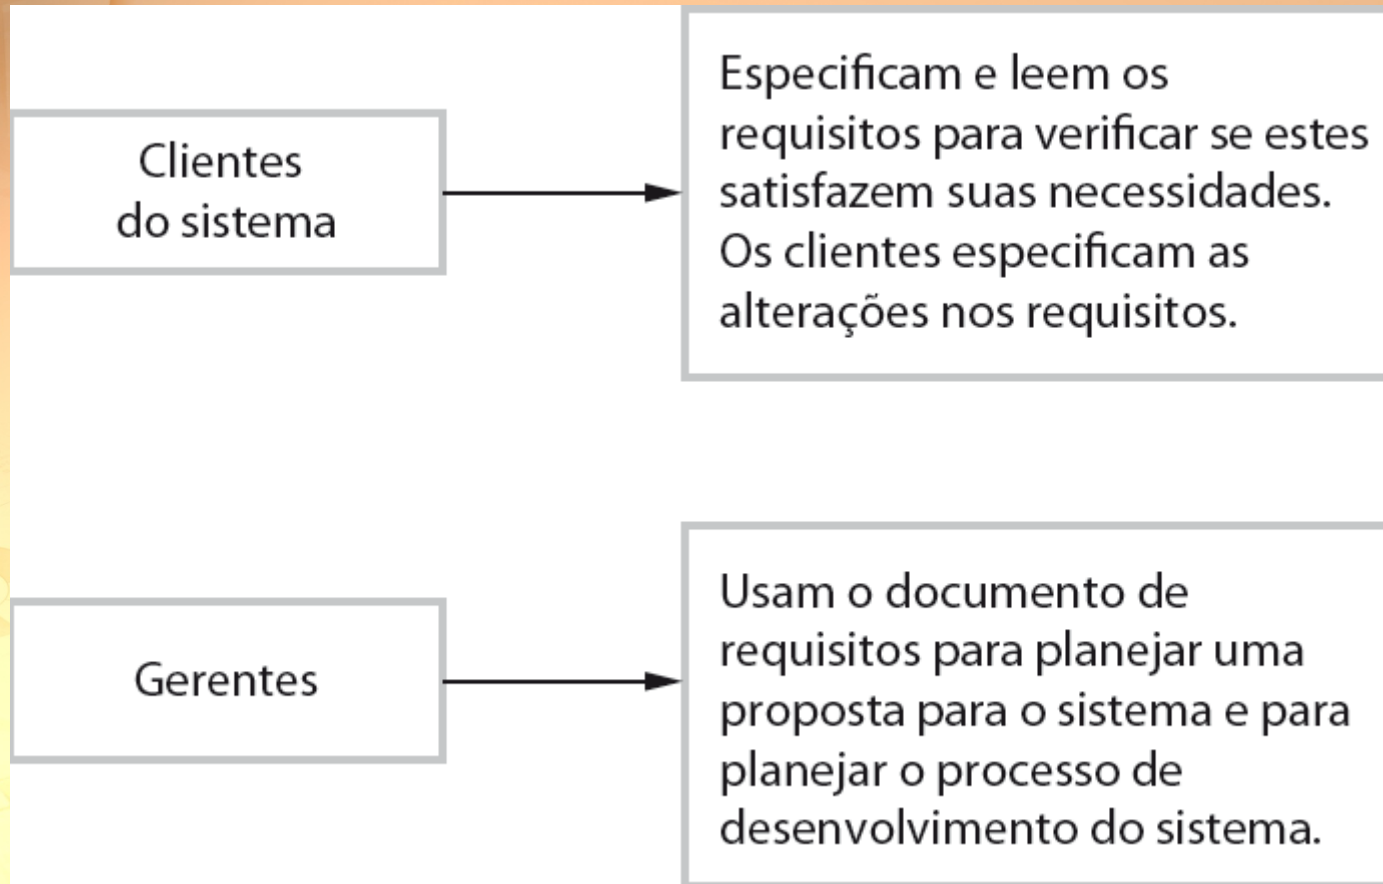 Clientes
do sistema
Especificam e leem os
requisitos para verificar se estes
satisfazem suas necessidades.
Os clientes especificam as
alterações nos requisitos.
Gerentes
Usam o documento de
requisitos para planejar uma
proposta para o sistema e para
planejar o processo de
desenvolvimento do sistema.